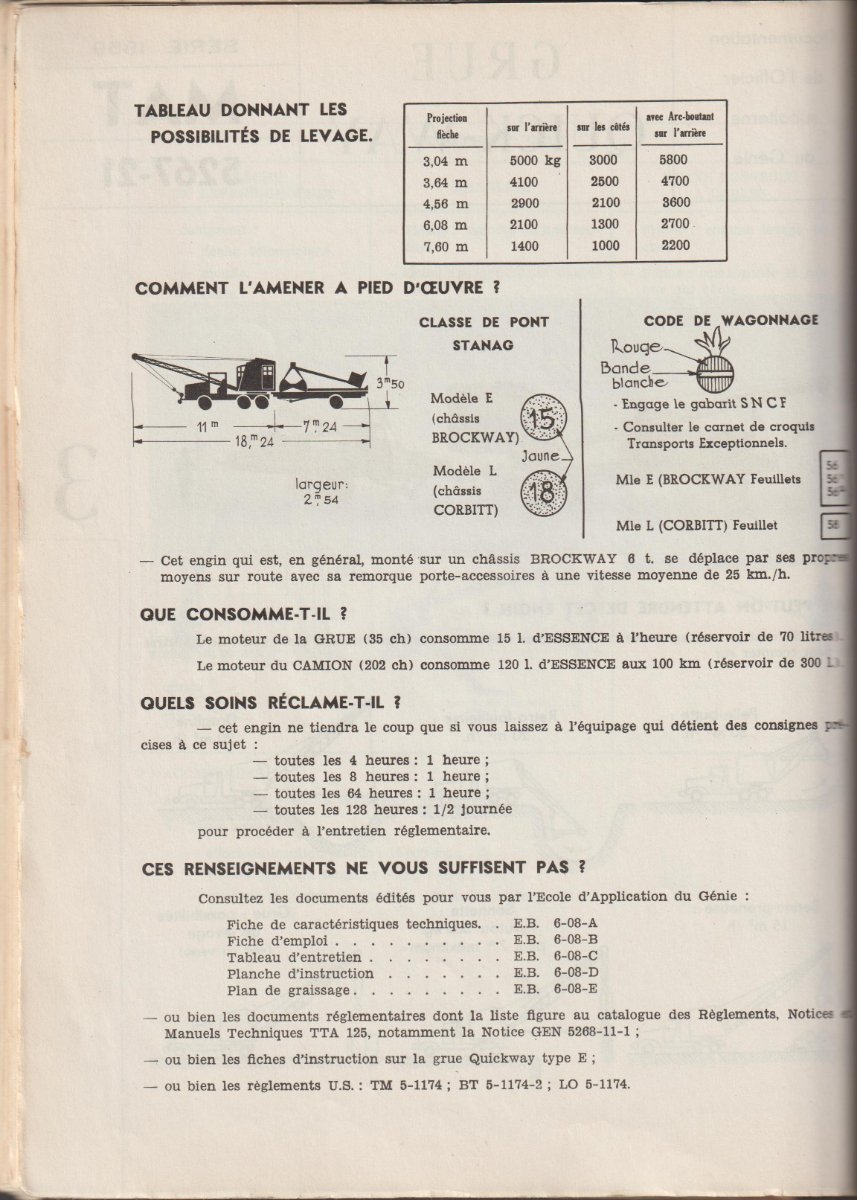 TABLEAU DONNANT LES
POSSIBILITÉS DE LEVAGE.
Projection flèche | sur l'arrière | sur les côtés | avec Arc-boutant sur l'arrière
3,04 m | 5000 kg | 3000 | 5800
3,64 m | 4100 | 2500 | 4700
4,56 m | 2900 | 2100 | 3600
6,08 m | 2100 | 1300 | 2700
7,60 m | 1400 | 1000 | 2200
COMMENT L'AMENER A PIED D'ŒUVRE ?
3m50
11 m
7m,24
18,m24
largeur:
2m,54
CLASSE DE PONT
STANAG
Modèle E
(châssis
BROCKWAY)
15
Jaune
Modèle L
(châssis
CORBITT)
18
CODE DE WAGONNAGE
Rouge
Bande
blanche
- Engage le gabarit SNCF
- Consulter le carnet de croquis
Transports Exceptionnels.
Mle E (BROCKWAY Feuillets
56
Mle L (CORBITT) Feuillet
58
— Cet engin qui est, en général, monté sur un châssis BROCKWAY 6 t. se déplace par ses propres
moyens sur route avec sa remorque porte-accessoires à une vitesse moyenne de 25 km./h.
QUE CONSOMME-T-IL ?
Le moteur de la GRUE (35 ch) consomme 15 l. d'ESSENCE à l'heure (réservoir de 70 litres
Le moteur du CAMION (202 ch) consomme 120 l. d'ESSENCE aux 100 km (réservoir de 300 l.
QUELS SOINS RÉCLAME-T-IL ?
— cet engin ne tiendra le coup que si vous laissez à l'équipage qui détient des consignes pré-
cises à ce sujet :
— toutes les 4 heures : 1 heure ;
— toutes les 8 heures : 1 heure ;
— toutes les 64 heures : 1 heure ;
— toutes les 128 heures : 1/2 journée
pour procéder à l'entretien réglementaire.
CES RENSEIGNEMENTS NE VOUS SUFFISENT PAS ?
Consultez les documents édités pour vous par l'Ecole d'Application du Génie :
Fiche de caractéristiques techniques. . E.B. 6-08-A
Fiche d'emploi . . . . . . . . . . E.B. 6-08-B
Tableau d'entretien . . . . . . . . E.B. 6-08-C
Planche d'instruction . . . . . . . E.B. 6-08-D
Plan de graissage. . . . . . . . . E.B. 6-08-E
— ou bien les documents réglementaires dont la liste figure au catalogue des Règlements, Notices
Manuels Techniques TTA 125, notamment la Notice GEN 5268-11-1 ;
— ou bien les fiches d'instruction sur la grue Quickway type E ;
— ou bien les règlements U.S. : TM 5-1174 ; BT 5-1174-2 ; LO 5-1174.